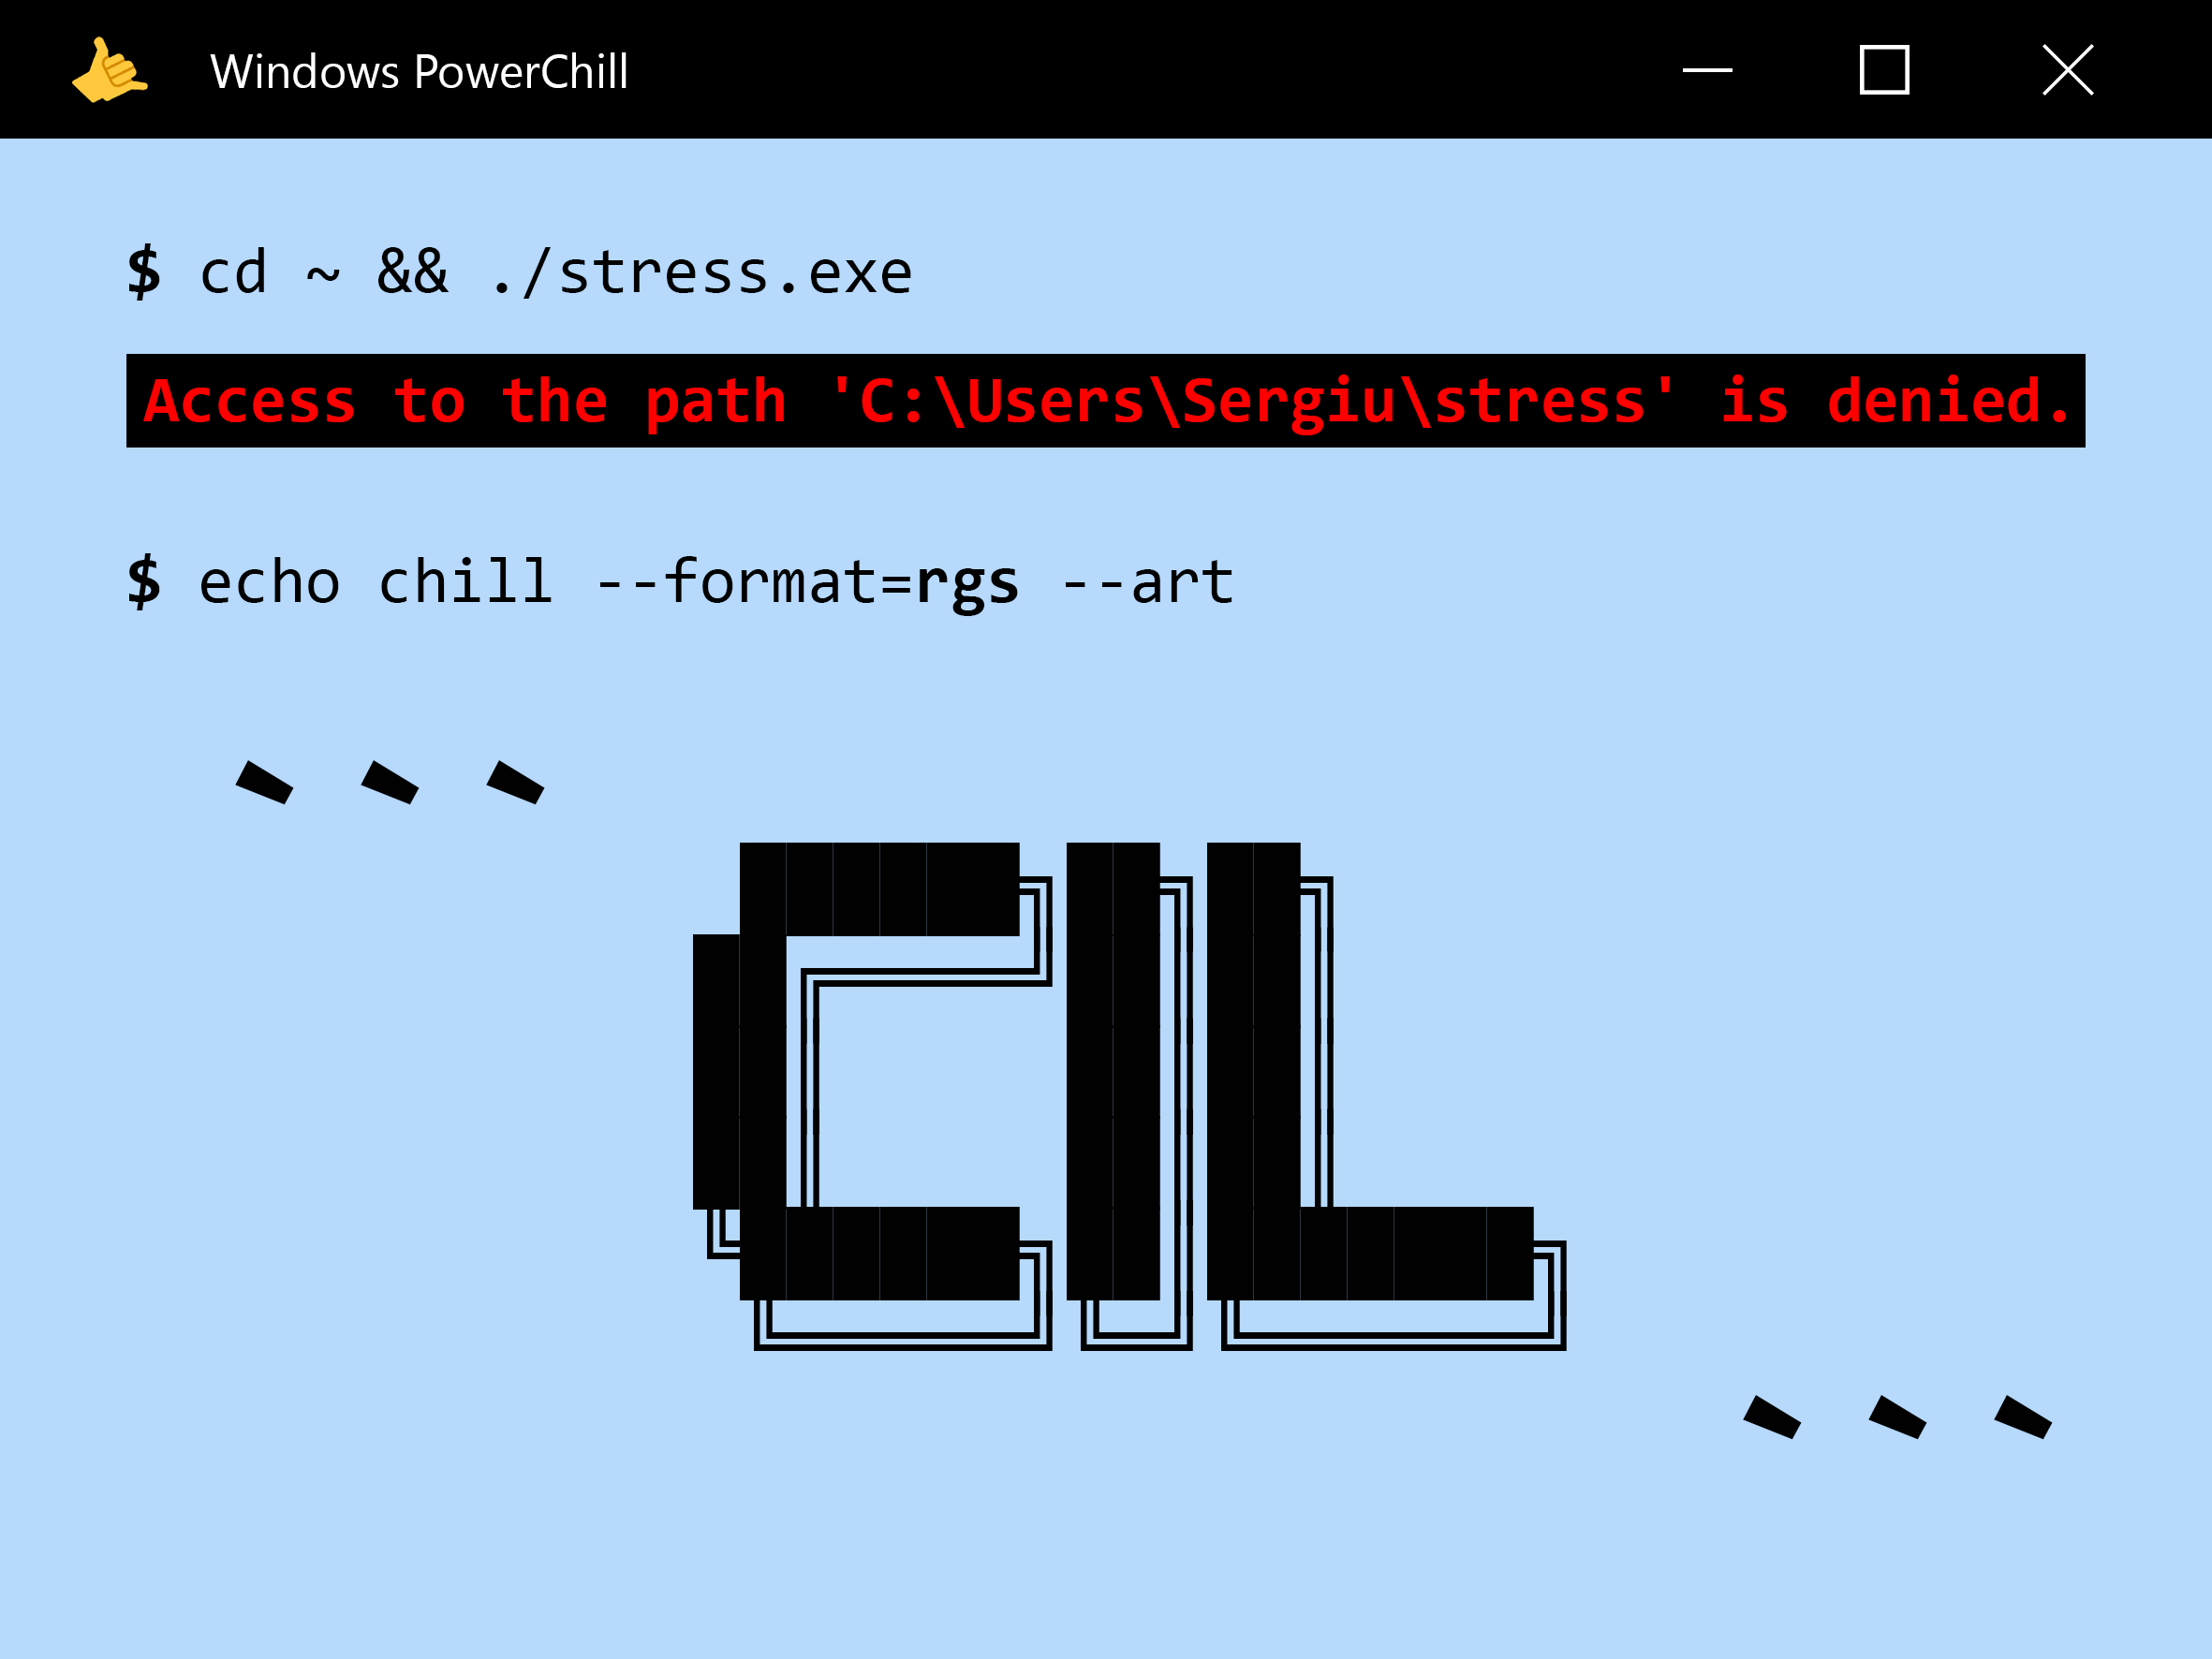 Windows PowerChill
$ cd ~ && ./stress.exe
Access to the path 'C:\Users\Sergiu\stress' is denied.
$ echo chill --format=rgs --art
```
CIL
```